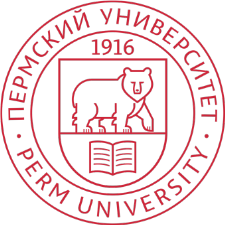 ПЕРМСКИЙ УНИВЕРСИТЕТ
1916
PERM UNIVERSITY